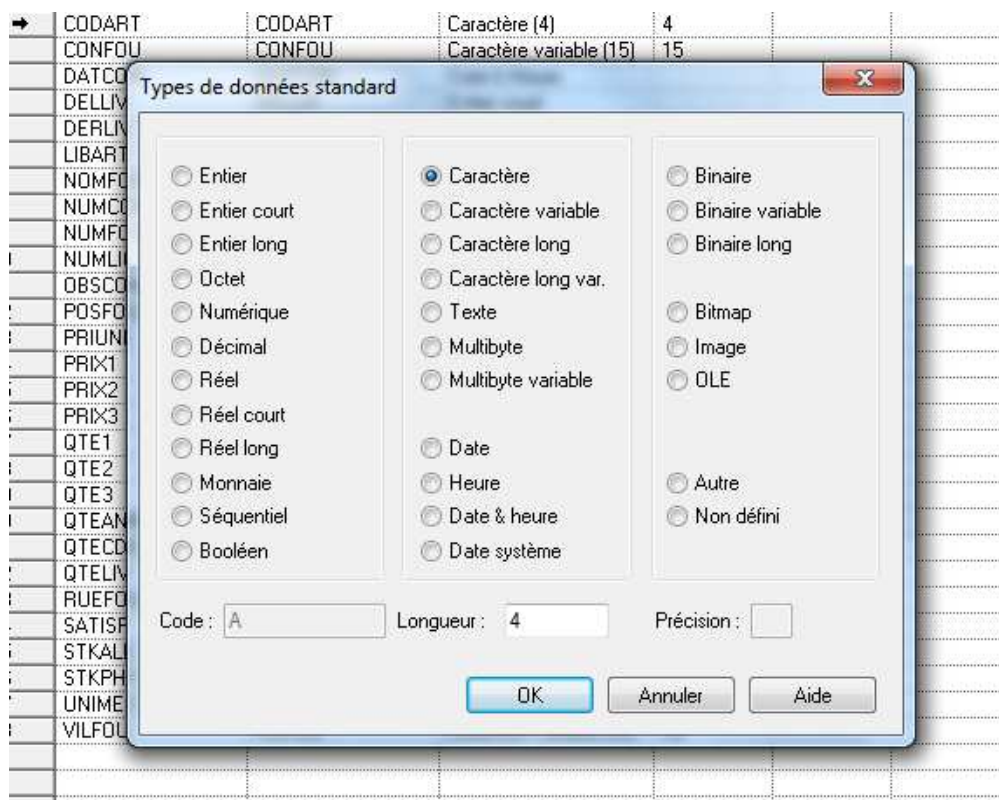 CODART CODART Caractère (4) 4
CONFOU CONFOU Caractère variable (15) 15
DATCO
DELLIV
DERLIV
LIBART
NOMFO
NUMCO
NUMFO
NUMLI
OBSCO
POSFO
PRIUNI
PRIX1
PRIX2
PRIX3
QTE1
QTE2
QTE3
QTEAN
QTECD
QTELIV
RUEFO
SATISF
STKALE
STKPH
UNIME
VILFOU
Types de données standard
Entier
Entier court
Entier long
Octet
Numérique
Décimal
Réel
Réel court
Réel long
Monnaie
Séquentiel
Booléen
Caractère
Caractère variable
Caractère long
Caractère long var.
Texte
Multibyte
Multibyte variable
Date
Heure
Date & heure
Date système
Binaire
Binaire variable
Binaire long
Bitmap
Image
OLE
Autre
Non défini
Code : A Longueur : 4 Précision :
OK Annuler Aide